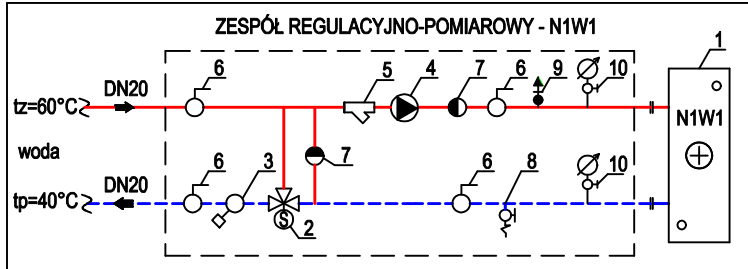 ZESPÓŁ REGULACYJNO-POMIAROWY - N1W1
1
6 5 4 7 6 9 10
DN20
tz=60°C
N1W1
woda
7
10
DN20
6 3 6 8
tp=40°C
S 2